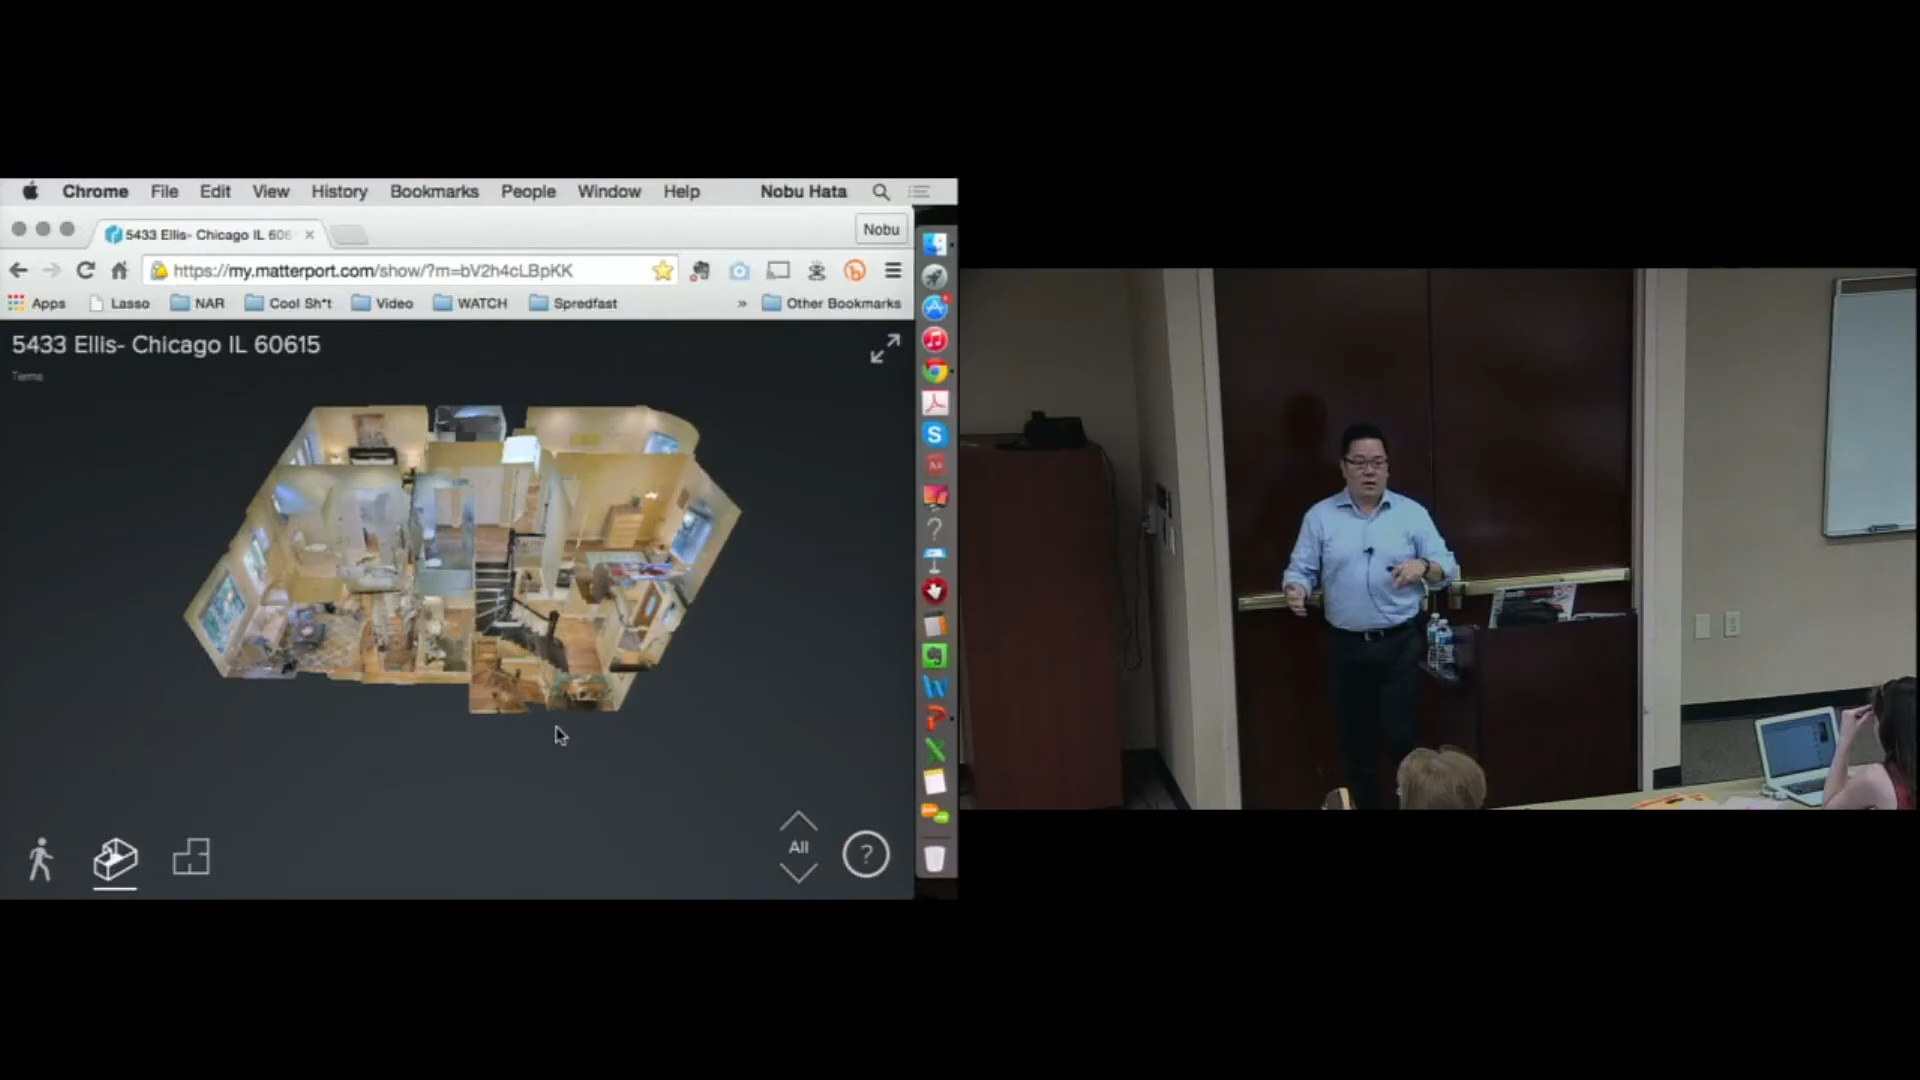 Chrome File Edit View History Bookmarks People Window Help Nobu Hata
5433 Ellis- Chicago IL 606
Nobu
https://my.matterport.com/show/?m=bV2h4cLBpKK
Apps Lasso NAR Cool Sh*t Video WATCH Spredfast » Other Bookmarks
5433 Ellis- Chicago IL 60615
Terms
All
?